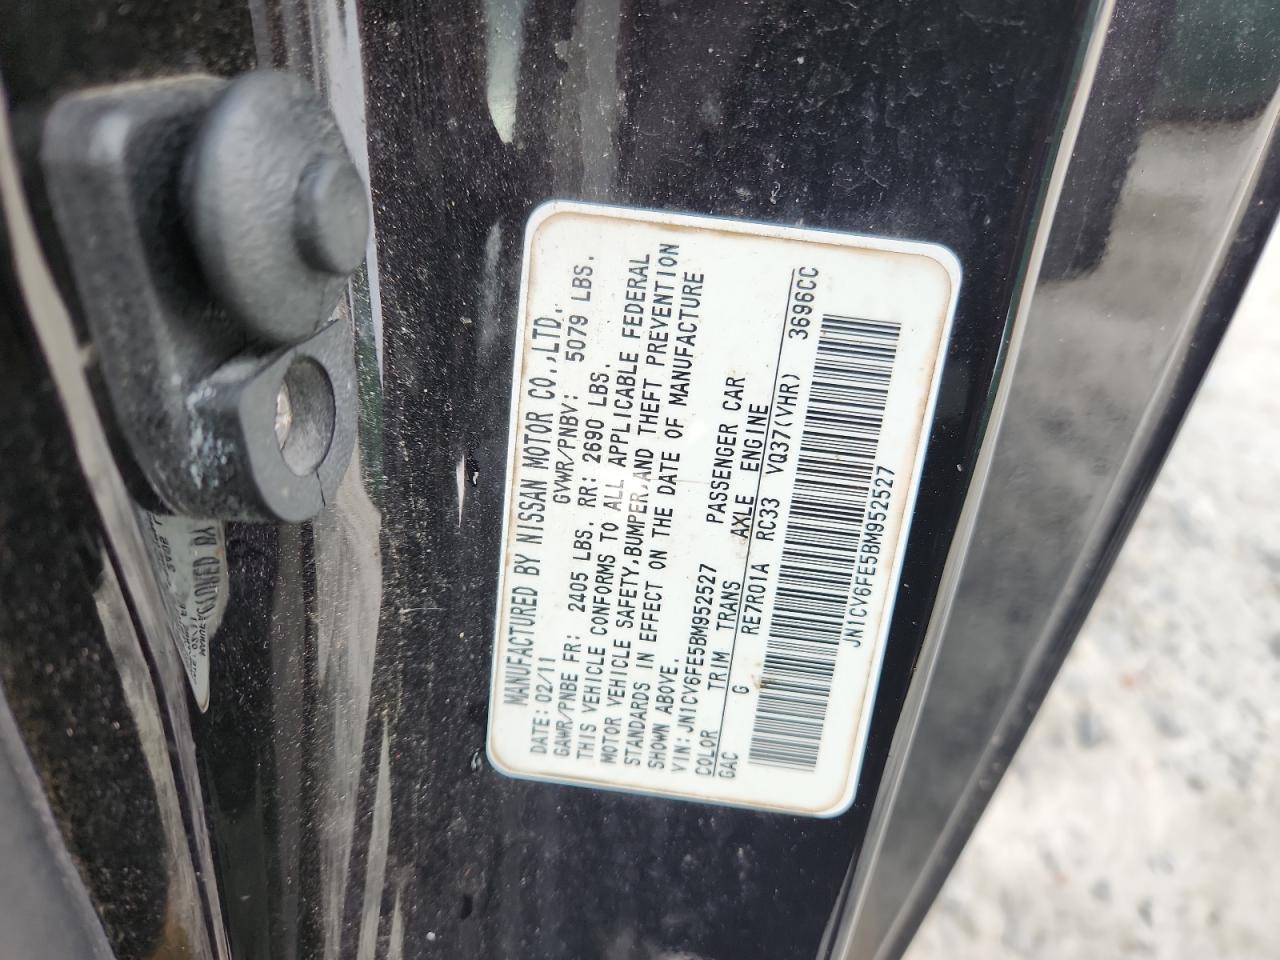 MANUFACTURED BY NISSAN MOTOR CO.,LTD.
DATE: 02/11 GVWR/PNBV: 5079 LBS.
GAWR/PNBE FR: 2405 LBS. RR: 2690 LBS.
THIS VEHICLE CONFORMS TO ALL APPLICABLE FEDERAL
MOTOR VEHICLE SAFETY,BUMPER,AND THEFT PREVENTION
STANDARDS IN EFFECT ON THE DATE OF MANUFACTURE
SHOWN ABOVE.
VIN:JN1CV6FE5BM952527 PASSENGER CAR
COLOR TRIM TRANS AXLE ENGINE
GAC G RE7R01A RC33 VQ37(VHR) 3696CC
JN1CV6FE5BM952527